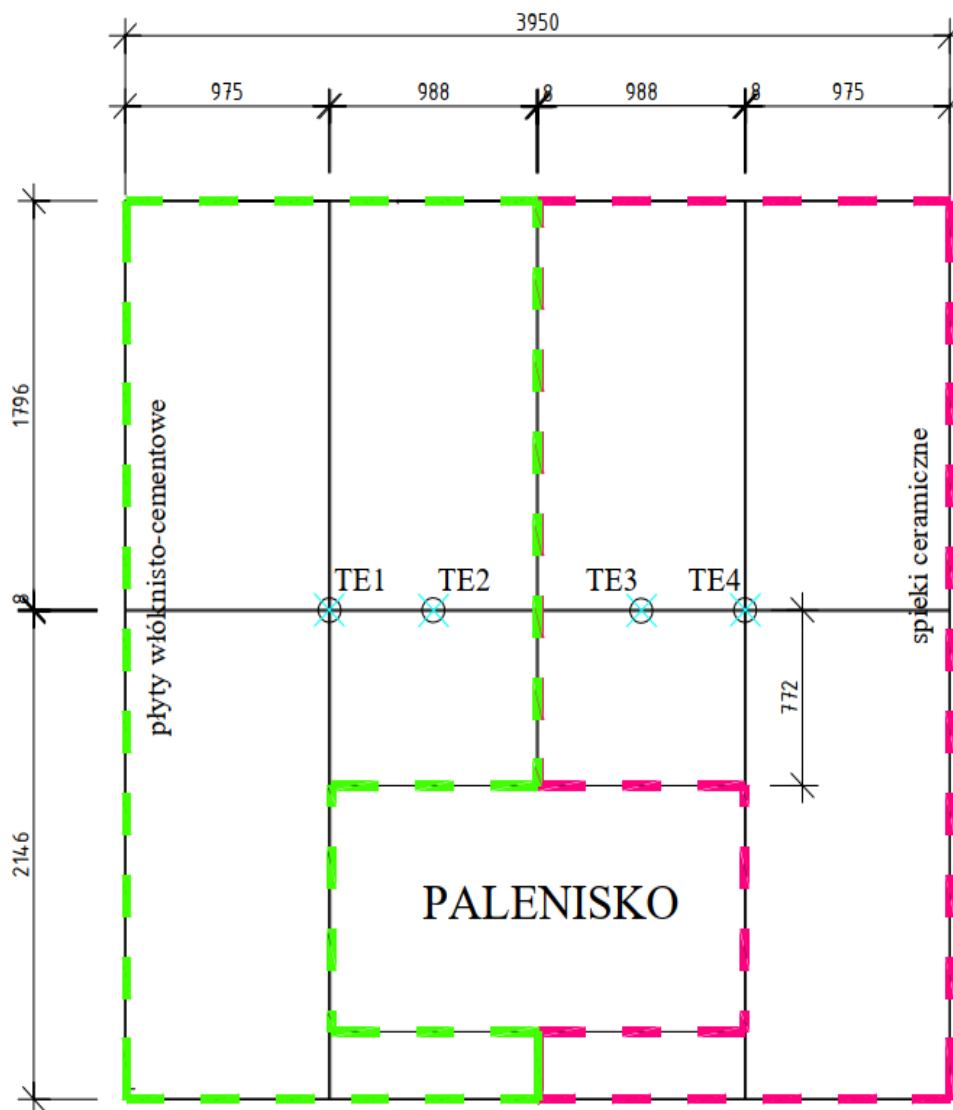 3950
975
988
8
988
8
975
1796
8
2146
płyty włóknisto-cementowe
spieki ceramiczne
TE1
TE2
TE3
TE4
772
PALENISKO